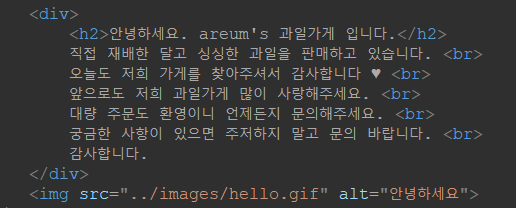 <div>
<h2>안녕하세요. areum's 과일가게 입니다.</h2>
직접 재배한 달고 싱싱한 과일을 판매하고 있습니다. <br>
오늘도 저희 가게를 찾아주셔서 감사합니다 ♥ <br>
앞으로도 저희 과일가게 많이 사랑해주세요. <br>
대량 주문도 환영이니 언제든지 문의해주세요. <br>
궁금한 사항이 있으면 주저하지 말고 문의 바랍니다. <br>
감사합니다.
</div>
<img src="../images/hello.gif" alt="안녕하세요">